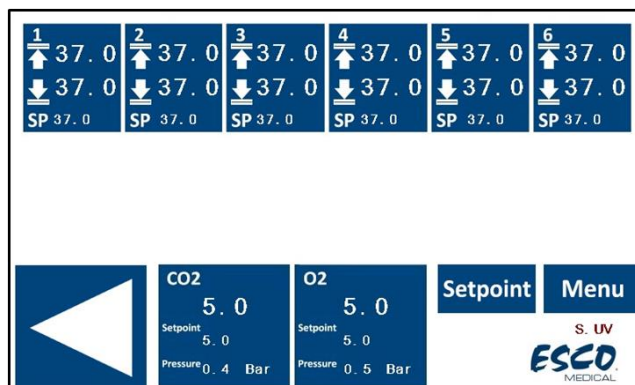 1 2 3 4 5 6
37.0 37.0 37.0 37.0 37.0 37.0
37.0 37.0 37.0 37.0 37.0 37.0
SP 37.0 SP 37.0 SP 37.0 SP 37.0 SP 37.0 SP 37.0
CO2
5.0
Setpoint
5.0
Pressure 0.4 Bar
O2
5.0
Setpoint
5.0
Pressure 0.5 Bar
Setpoint
Menu
S. UV
ESCO
MEDICAL